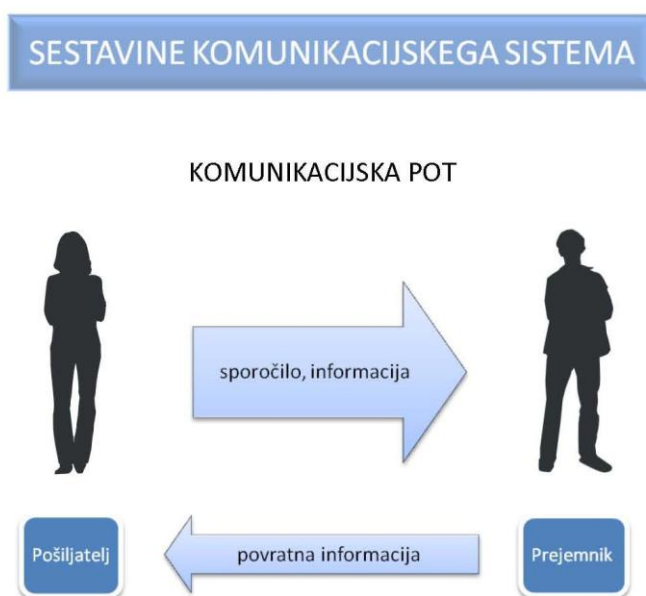 SESTAVINE KOMUNIKACIJSKEGA SISTEMA
KOMUNIKACIJSKA POT
sporočilo, informacija
Pošiljatelj
povratna informacija
Prejemnik